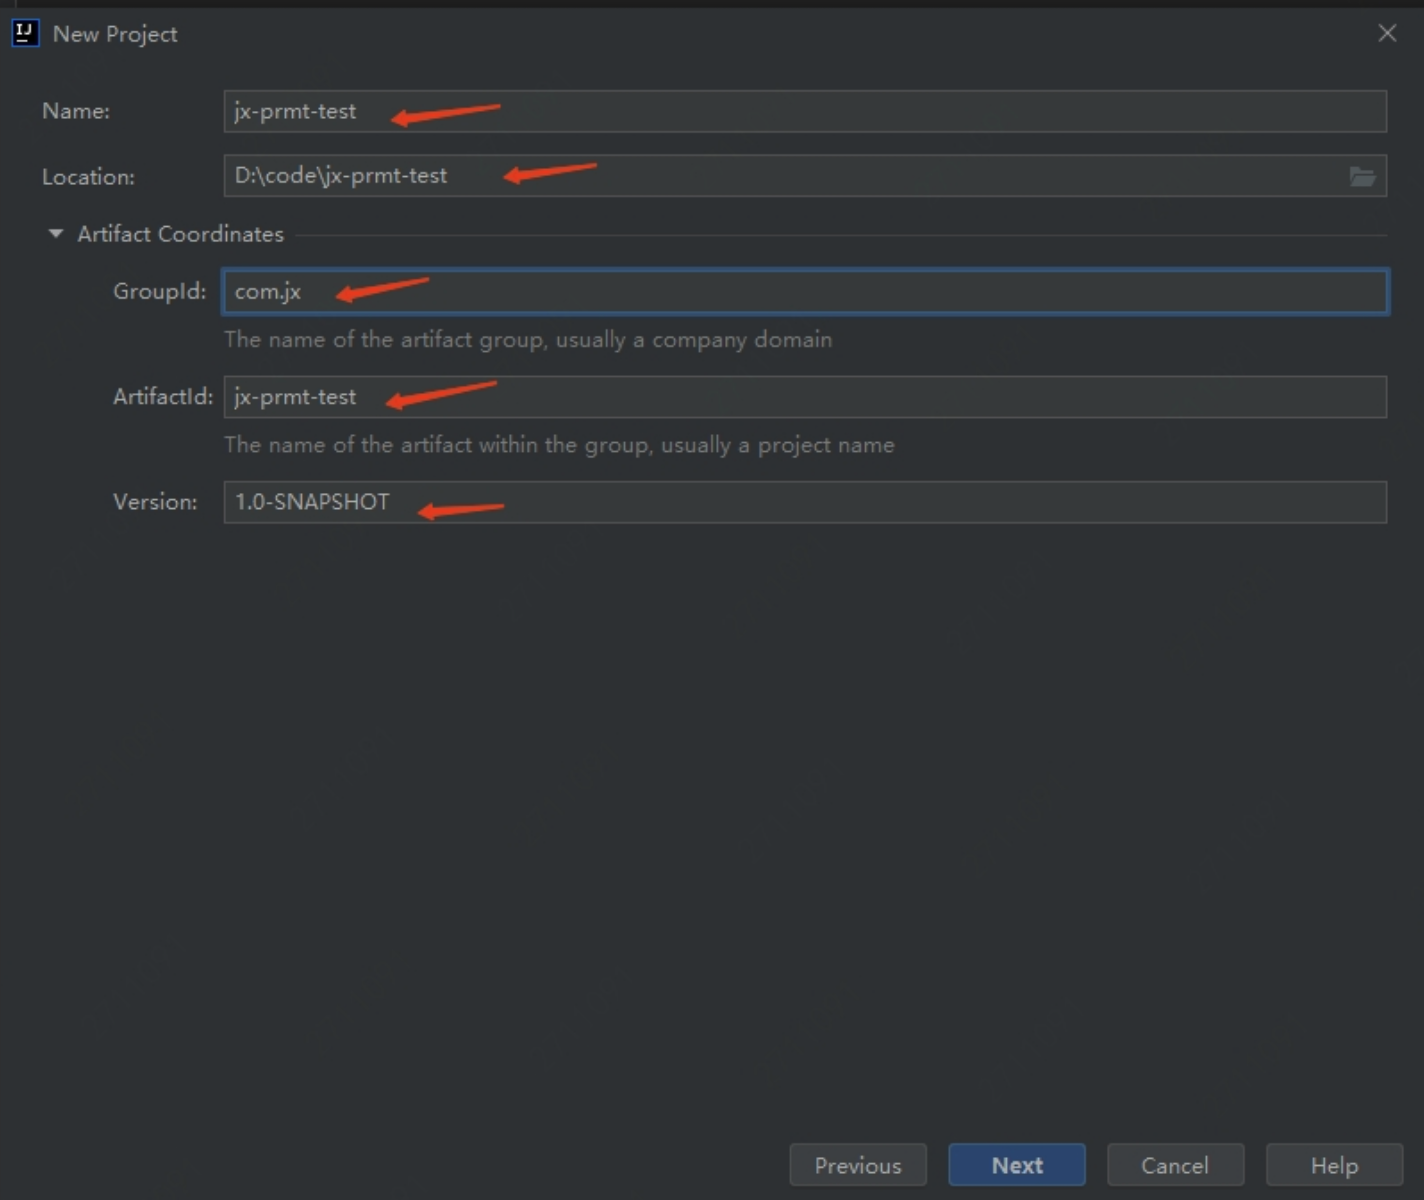 IJ
New Project
Name: jx-prmt-test
Location: D:\code\jx-prmt-test
Artifact Coordinates
GroupId: com.jx
The name of the artifact group, usually a company domain
ArtifactId: jx-prmt-test
The name of the artifact within the group, usually a project name
Version: 1.0-SNAPSHOT
Previous Next Cancel Help